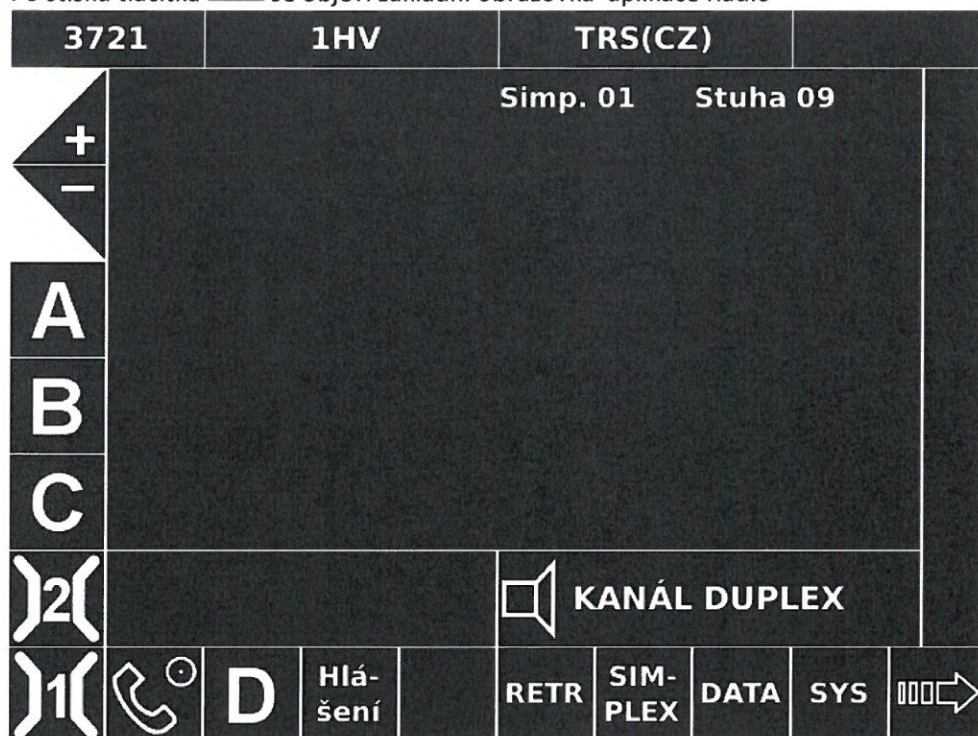 3721 1HV TRS(CZ)
Simp. 01 Stuha 09
+
−
A
B
C
)2(
KANÁL DUPLEX
)1( D Hlá-
šení RETR SIM-
PLEX DATA SYS